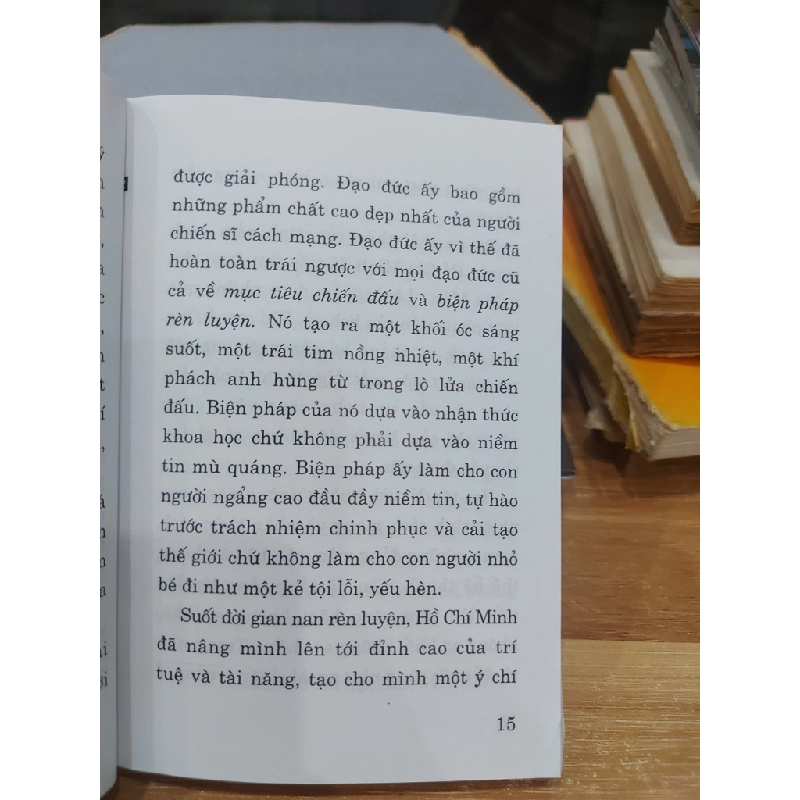 được giải phóng. Đạo đức ấy bao gồm
những phẩm chất cao đẹp nhất của người
chiến sĩ cách mạng. Đạo đức ấy vì thế đã
hoàn toàn trái ngược với mọi đạo đức cũ
cả về mục tiêu chiến đấu và biện pháp
rèn luyện. Nó tạo ra một khối óc sáng
suốt, một trái tim nồng nhiệt, một khí
phách anh hùng từ trong lò lửa chiến
đấu. Biện pháp của nó dựa vào nhận thức
khoa học chứ không phải dựa vào niềm
tin mù quáng. Biện pháp ấy làm cho con
người ngẩng cao đầu đầy niềm tin, tự hào
trước trách nhiệm chinh phục và cải tạo
thế giới chứ không làm cho con người nhỏ
bé đi như một kẻ tội lỗi, yếu hèn.
Suốt đời gian nan rèn luyện, Hồ Chí Minh
đã nâng mình lên tới đỉnh cao của trí
tuệ và tài năng, tạo cho mình một ý chí
15